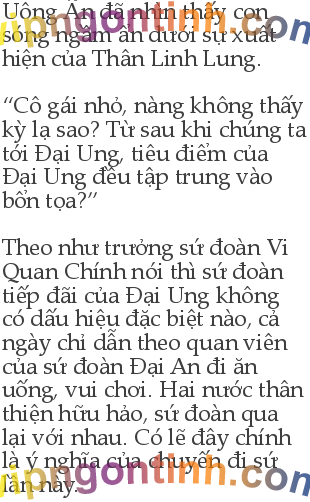 Uông Ấn đã nhìn thấy con
sóng ngầm ẩn dưới sự xuất
hiện của Thân Linh Lung.
“Cô gái nhỏ, nàng không thấy
kỳ lạ sao? Từ sau khi chúng ta
tới Đại Ung, tiêu điểm của
Đại Ung đều tập trung vào
bổn tọa?”
Theo như trưởng sứ đoàn Vi
Quan Chính nói thì sứ đoàn
tiếp đãi của Đại Ung không
có dấu hiệu đặc biệt nào, cả
ngày chỉ dẫn theo quan viên
của sứ đoàn Đại An đi ăn
uống, vui chơi. Hai nước thân
thiện hữu hảo, sứ đoàn qua
lại với nhau. Có lẽ đây chính
là ý nghĩa của chuyến đi sứ
lần này.
vipngontinh.com
vipngontinh.com